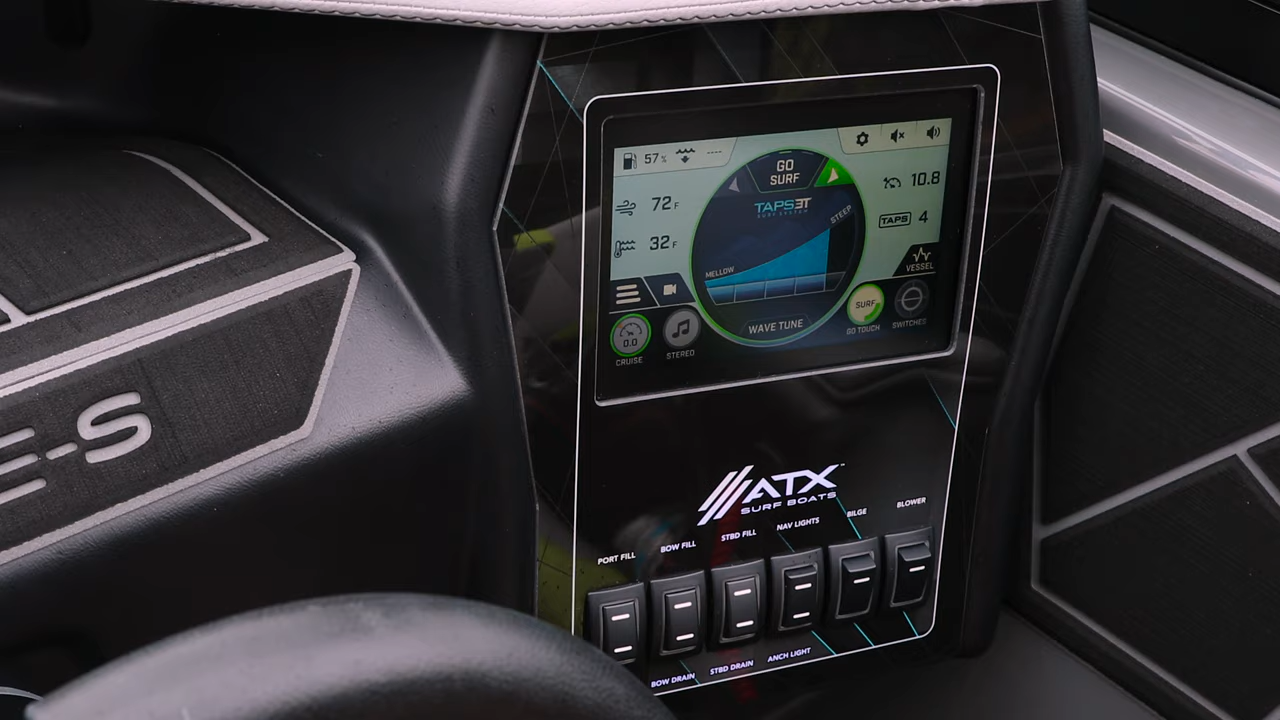 57%
----
72 F
32 F
GO
SURF
TAPS3T
SURF SYSTEM
STEEP
MELLOW
WAVE TUNE
10.8
TAPS 4
VESSEL
0.0
CRUISE
STEREO
SURF
GO TOUCH
SWITCHES
E-S
ATX™
SURF BOATS
PORT FILL
BOW FILL
STBD FILL
NAV LIGHTS
BILGE
BLOWER
BOW DRAIN
STBD DRAIN
ANCH LIGHT